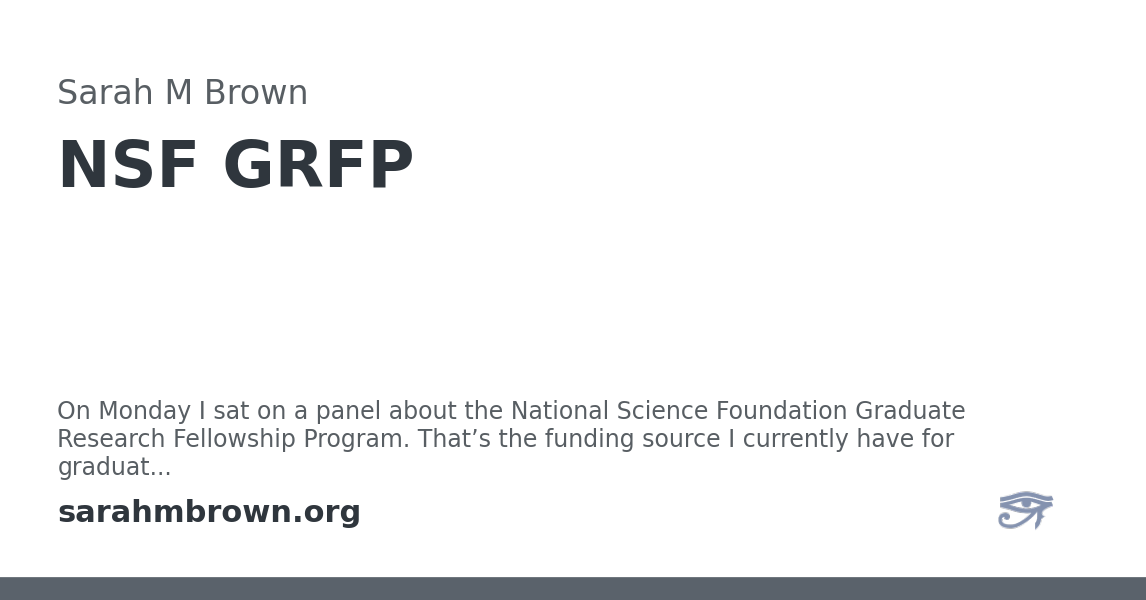 Sarah M Brown
NSF GRFP
On Monday I sat on a panel about the National Science Foundation Graduate
Research Fellowship Program. That’s the funding source I currently have for
graduat...
sarahmbrown.org